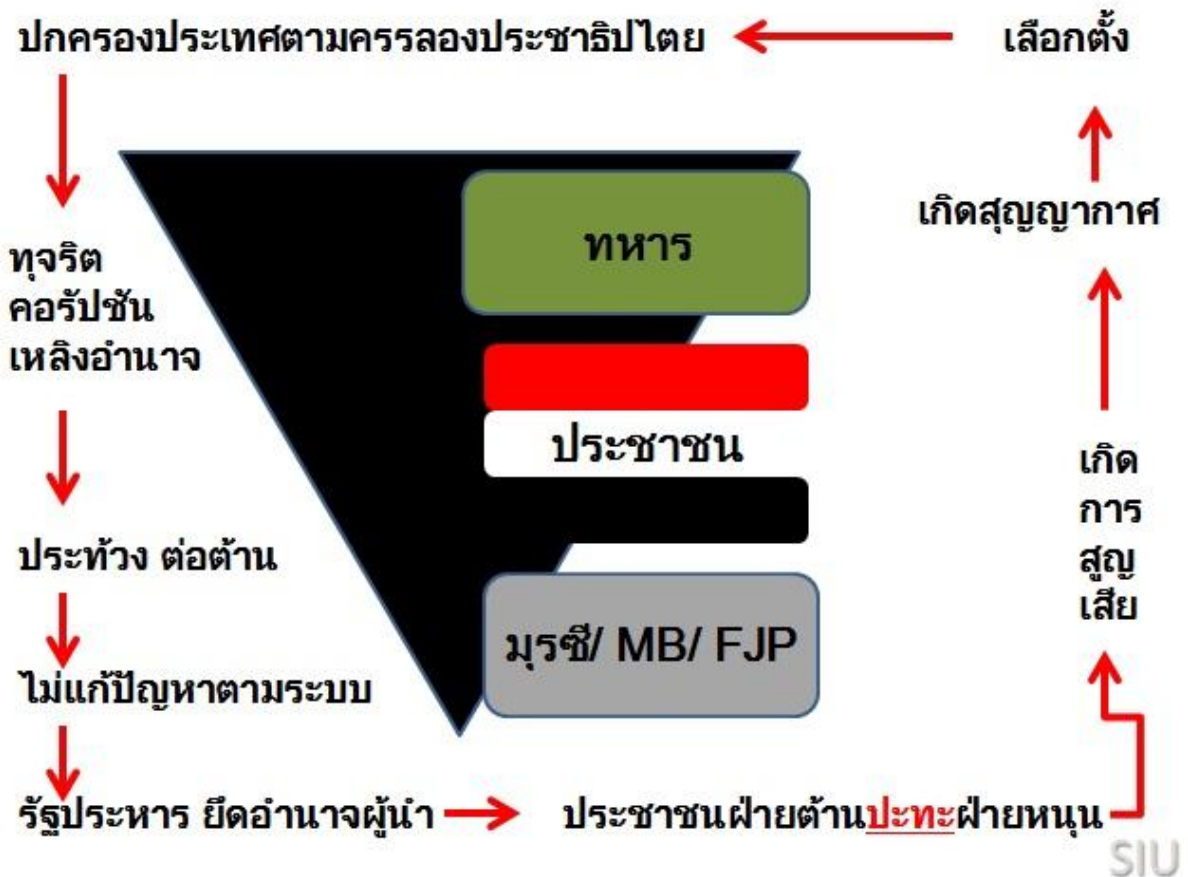 ปกครองประเทศตามครรลองประชาธิปไตย
เลือกตั้ง
เกิดสุญญากาศ
ทุจริต
คอรัปชัน
เหลิงอำนาจ
ทหาร
ประชาชน
เกิด
การ
สูญ
เสีย
ประท้วง ต่อต้าน
มุรซี/ MB/ FJP
ไม่แก้ปัญหาตามระบบ
รัฐประหาร ยึดอำนาจผู้นำ
ประชาชนฝ่ายต้านปะทะฝ่ายหนุน
SIU